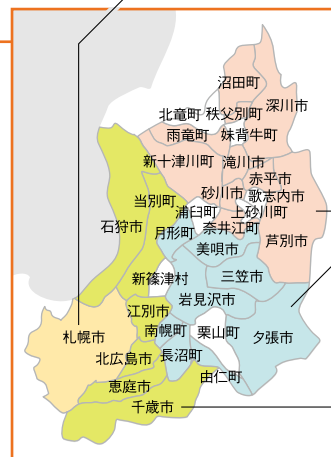 沼田町
深川市
北竜町
秩父別町
雨竜町
妹背牛町
新十津川町
滝川市
赤平市
砂川市
歌志内市
当別町
浦臼町
上砂川町
奈井江町
石狩市
月形町
芦別市
美唄市
新篠津村
三笠市
岩見沢市
江別市
札幌市
南幌町
栗山町
夕張市
北広島市
長沼町
由仁町
恵庭市
千歳市